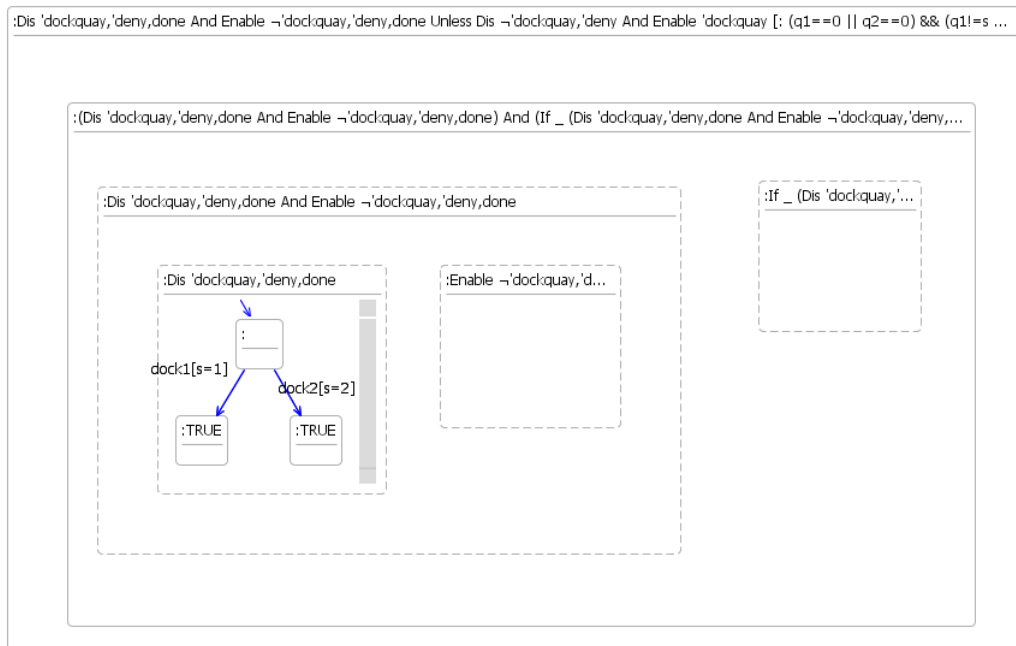 :Dis 'dockquay,'deny,done And Enable ¬'dockquay,'deny,done Unless Dis ¬'dockquay,'deny And Enable 'dockquay [: (q1==0 || q2==0) && (q1!=s ...
:(Dis 'dockquay,'deny,done And Enable ¬'dockquay,'deny,done) And (If _ (Dis 'dockquay,'deny,done And Enable ¬'dockquay,'deny,...
:Dis 'dockquay,'deny,done And Enable ¬'dockquay,'deny,done
:If _ (Dis 'dockquay,'...
:Dis 'dockquay,'deny,done
:Enable ¬'dockquay,'d...
:
dock1[s=1]
dock2[s=2]
:TRUE
:TRUE